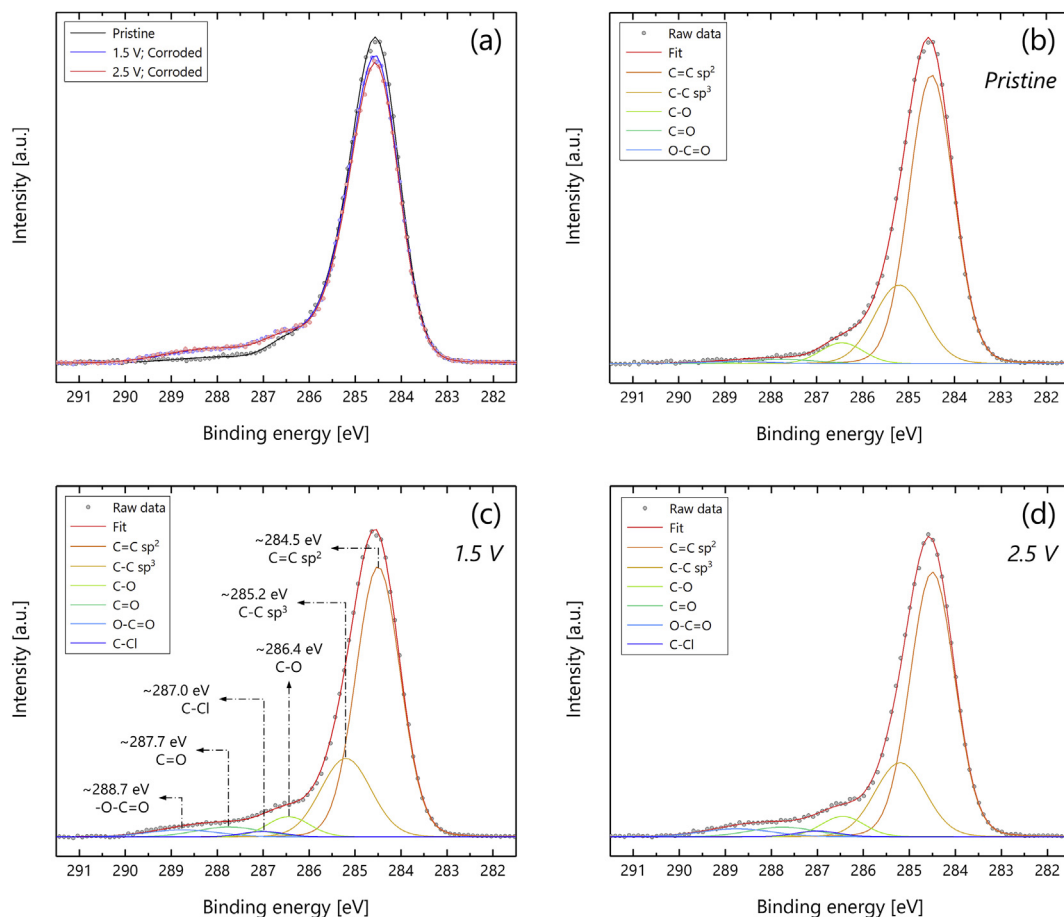 (a)
Pristine
1.5 V; Corroded
2.5 V; Corroded
Intensity [a.u.]
291 290 289 288 287 286 285 284 283 282
Binding energy [eV]
(b)
Pristine
Raw data
Fit
C=C sp²
C-C sp³
C-O
C=O
O-C=O
Intensity [a.u.]
291 290 289 288 287 286 285 284 283 282
Binding energy [eV]
(c)
1.5 V
Raw data
Fit
C=C sp²
C-C sp³
C-O
C=O
O-C=O
C-Cl
~284.5 eV
C=C sp²
~285.2 eV
C-C sp³
~286.4 eV
C-O
~287.0 eV
C-Cl
~287.7 eV
C=O
~288.7 eV
-O-C=O
Intensity [a.u.]
291 290 289 288 287 286 285 284 283 282
Binding energy [eV]
(d)
2.5 V
Raw data
Fit
C=C sp²
C-C sp³
C-O
C=O
O-C=O
C-Cl
Intensity [a.u.]
291 290 289 288 287 286 285 284 283 282
Binding energy [eV]